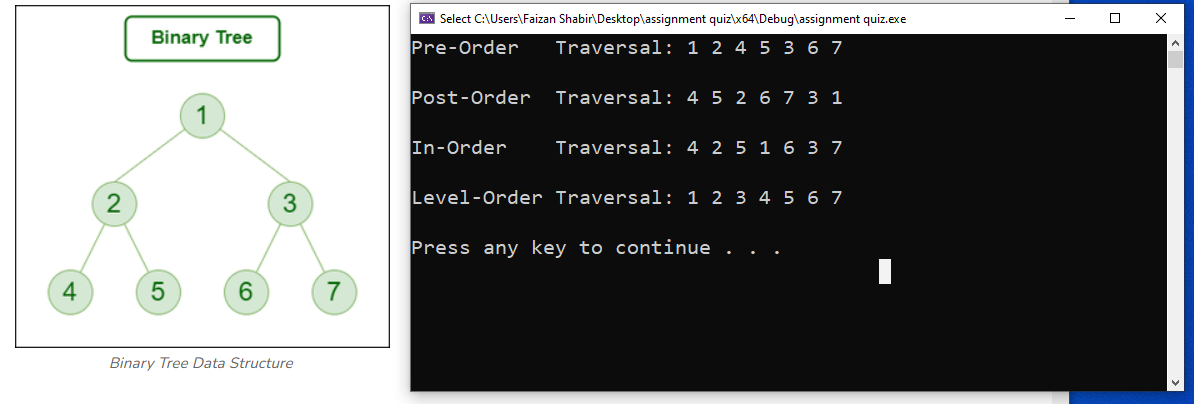 Binary Tree
1
2 3
4 5 6 7
Binary Tree Data Structure
Select C:\Users\Faizan Shabir\Desktop\assignment quiz\x64\Debug\assignment quiz.exe
Pre-Order   Traversal: 1 2 4 5 3 6 7
Post-Order  Traversal: 4 5 2 6 7 3 1
In-Order    Traversal: 4 2 5 1 6 3 7
Level-Order Traversal: 1 2 3 4 5 6 7
Press any key to continue . . .